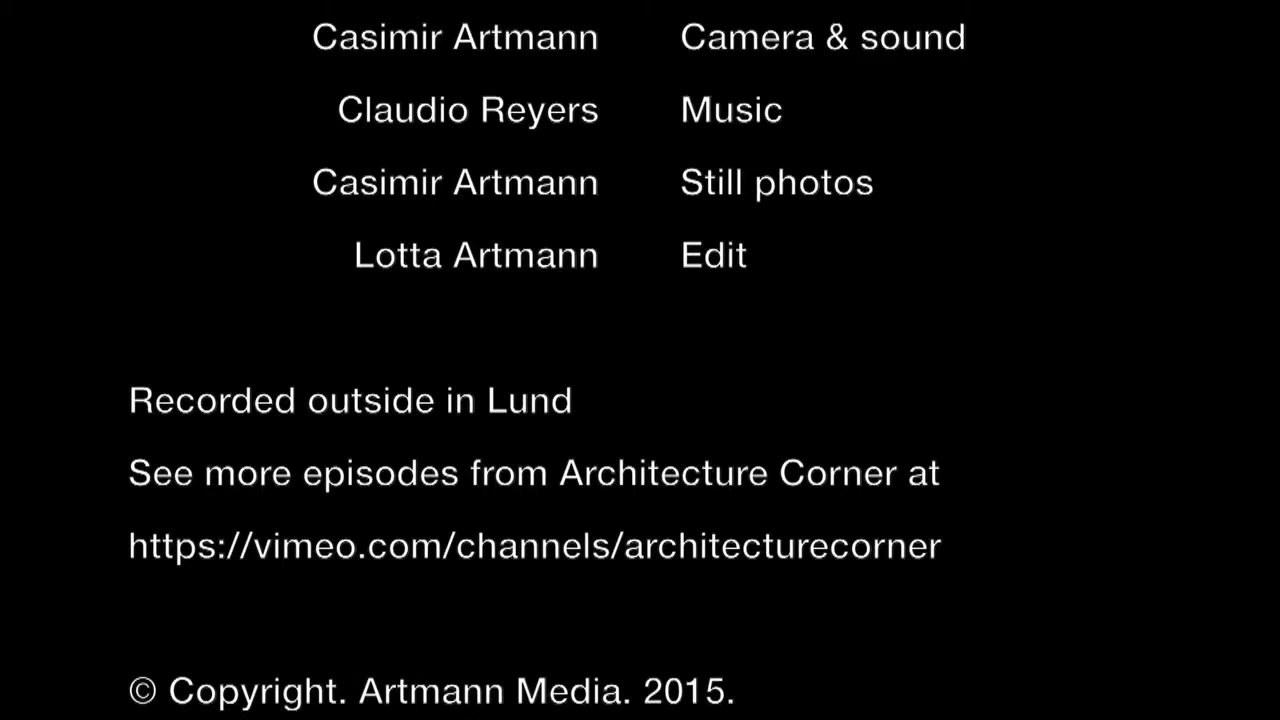 Casimir Artmann Camera & sound
Claudio Reyers Music
Casimir Artmann Still photos
Lotta Artmann Edit
Recorded outside in Lund
See more episodes from Architecture Corner at
https://vimeo.com/channels/architecturecorner
© Copyright. Artmann Media. 2015.